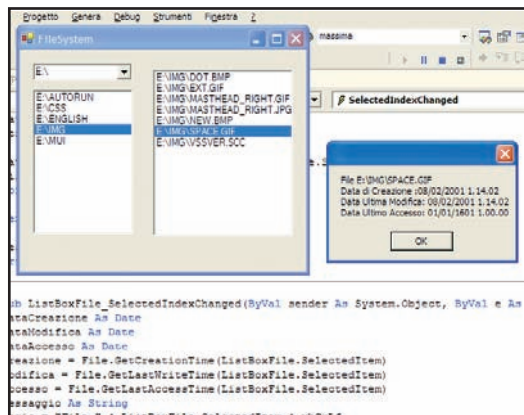 Progetto Genera Debug Strumenti Finestra ?
FileSystem
massima
E:\
E:\AUTORUN
E:\CSS
E:\ENGLISH
E:\IMG
E:\MUI
E:\IMG\DOT.BMP
E:\IMG\EXT.GIF
E:\IMG\MASTHEAD_RIGHT.GIF
E:\IMG\MASTHEAD_RIGHT.JPG
E:\IMG\NEW.BMP
E:\IMG\SPACE.GIF
E:\IMG\VSSVER.SCC
SelectedIndexChanged
File E:\IMG\SPACE.GIF
Data di Creazione :08/02/2001 1.14.02
Data Ultima Modifica: 08/02/2001 1.14.02
Data Ultimo Accesso: 01/01/1601 1.00.00
OK
ub ListBoxFile_SelectedIndexChanged(ByVal sender As System.Object, ByVal e As
ataCreazione As Date
ataModifica As Date
ataAccesso As Date
reazione = File.GetCreationTime(ListBoxFile.SelectedItem)
odifica = File.GetLastWriteTime(ListBoxFile.SelectedItem)
ccesso = File.GetLastAccessTime(ListBoxFile.SelectedItem)
essaggio As String